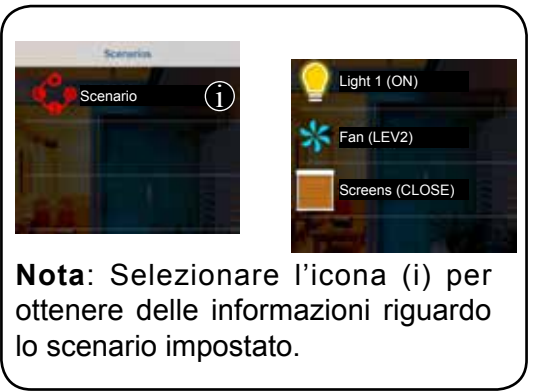 Scenarios
Scenario
i
Light 1 (ON)
Fan (LEV2)
Screens (CLOSE)
Nota: Selezionare l'icona (i) per
ottenere delle informazioni riguardo
lo scenario impostato.